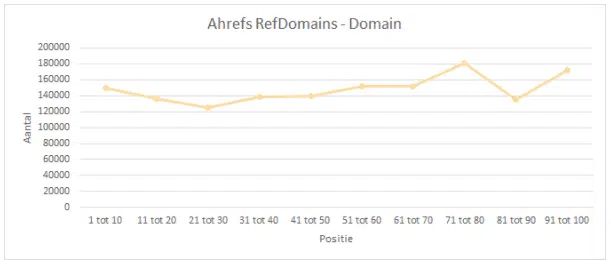 Ahrefs RefDomains - Domain
200000
180000
160000
140000
120000
100000
80000
60000
40000
20000
0
Aantal
1 tot 10 11 tot 20 21 tot 30 31 tot 40 41 tot 50 51 tot 60 61 tot 70 71 tot 80 81 tot 90 91 tot 100
Positie